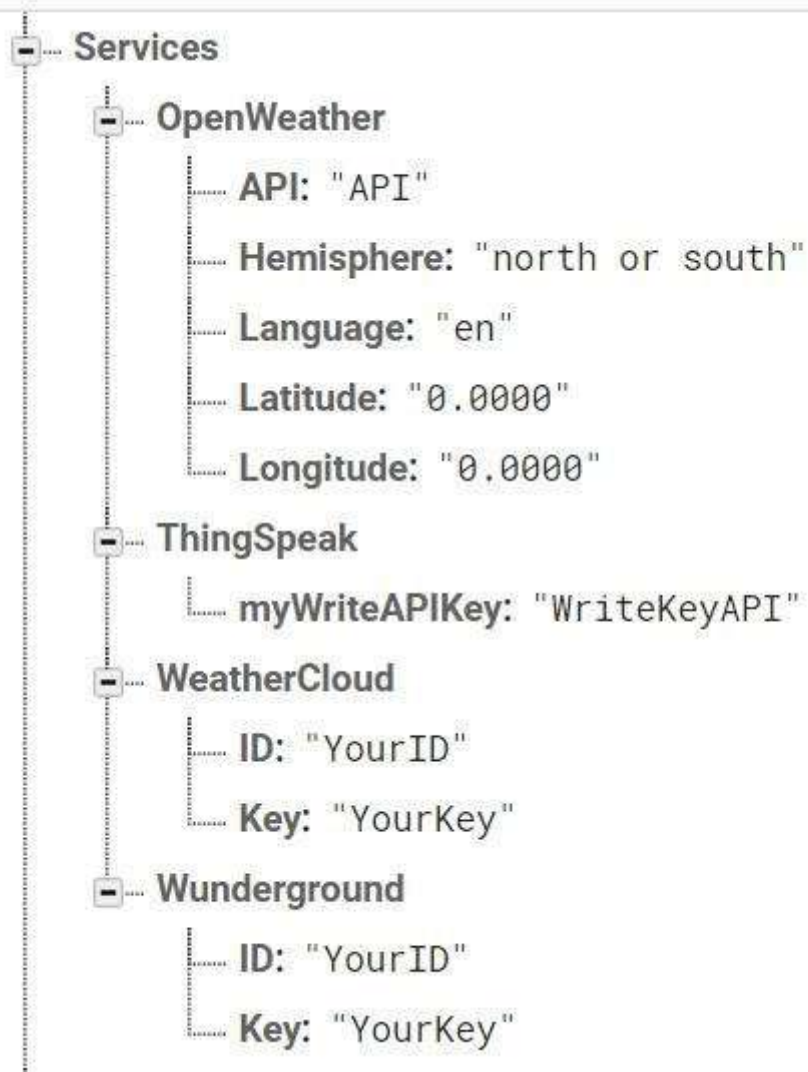 Services
OpenWeather
API: "API"
Hemisphere: "north or south"
Language: "en"
Latitude: "0.0000"
Longitude: "0.0000"
ThingSpeak
myWriteAPIKey: "WriteKeyAPI"
WeatherCloud
ID: "YourID"
Key: "YourKey"
Wunderground
ID: "YourID"
Key: "YourKey"